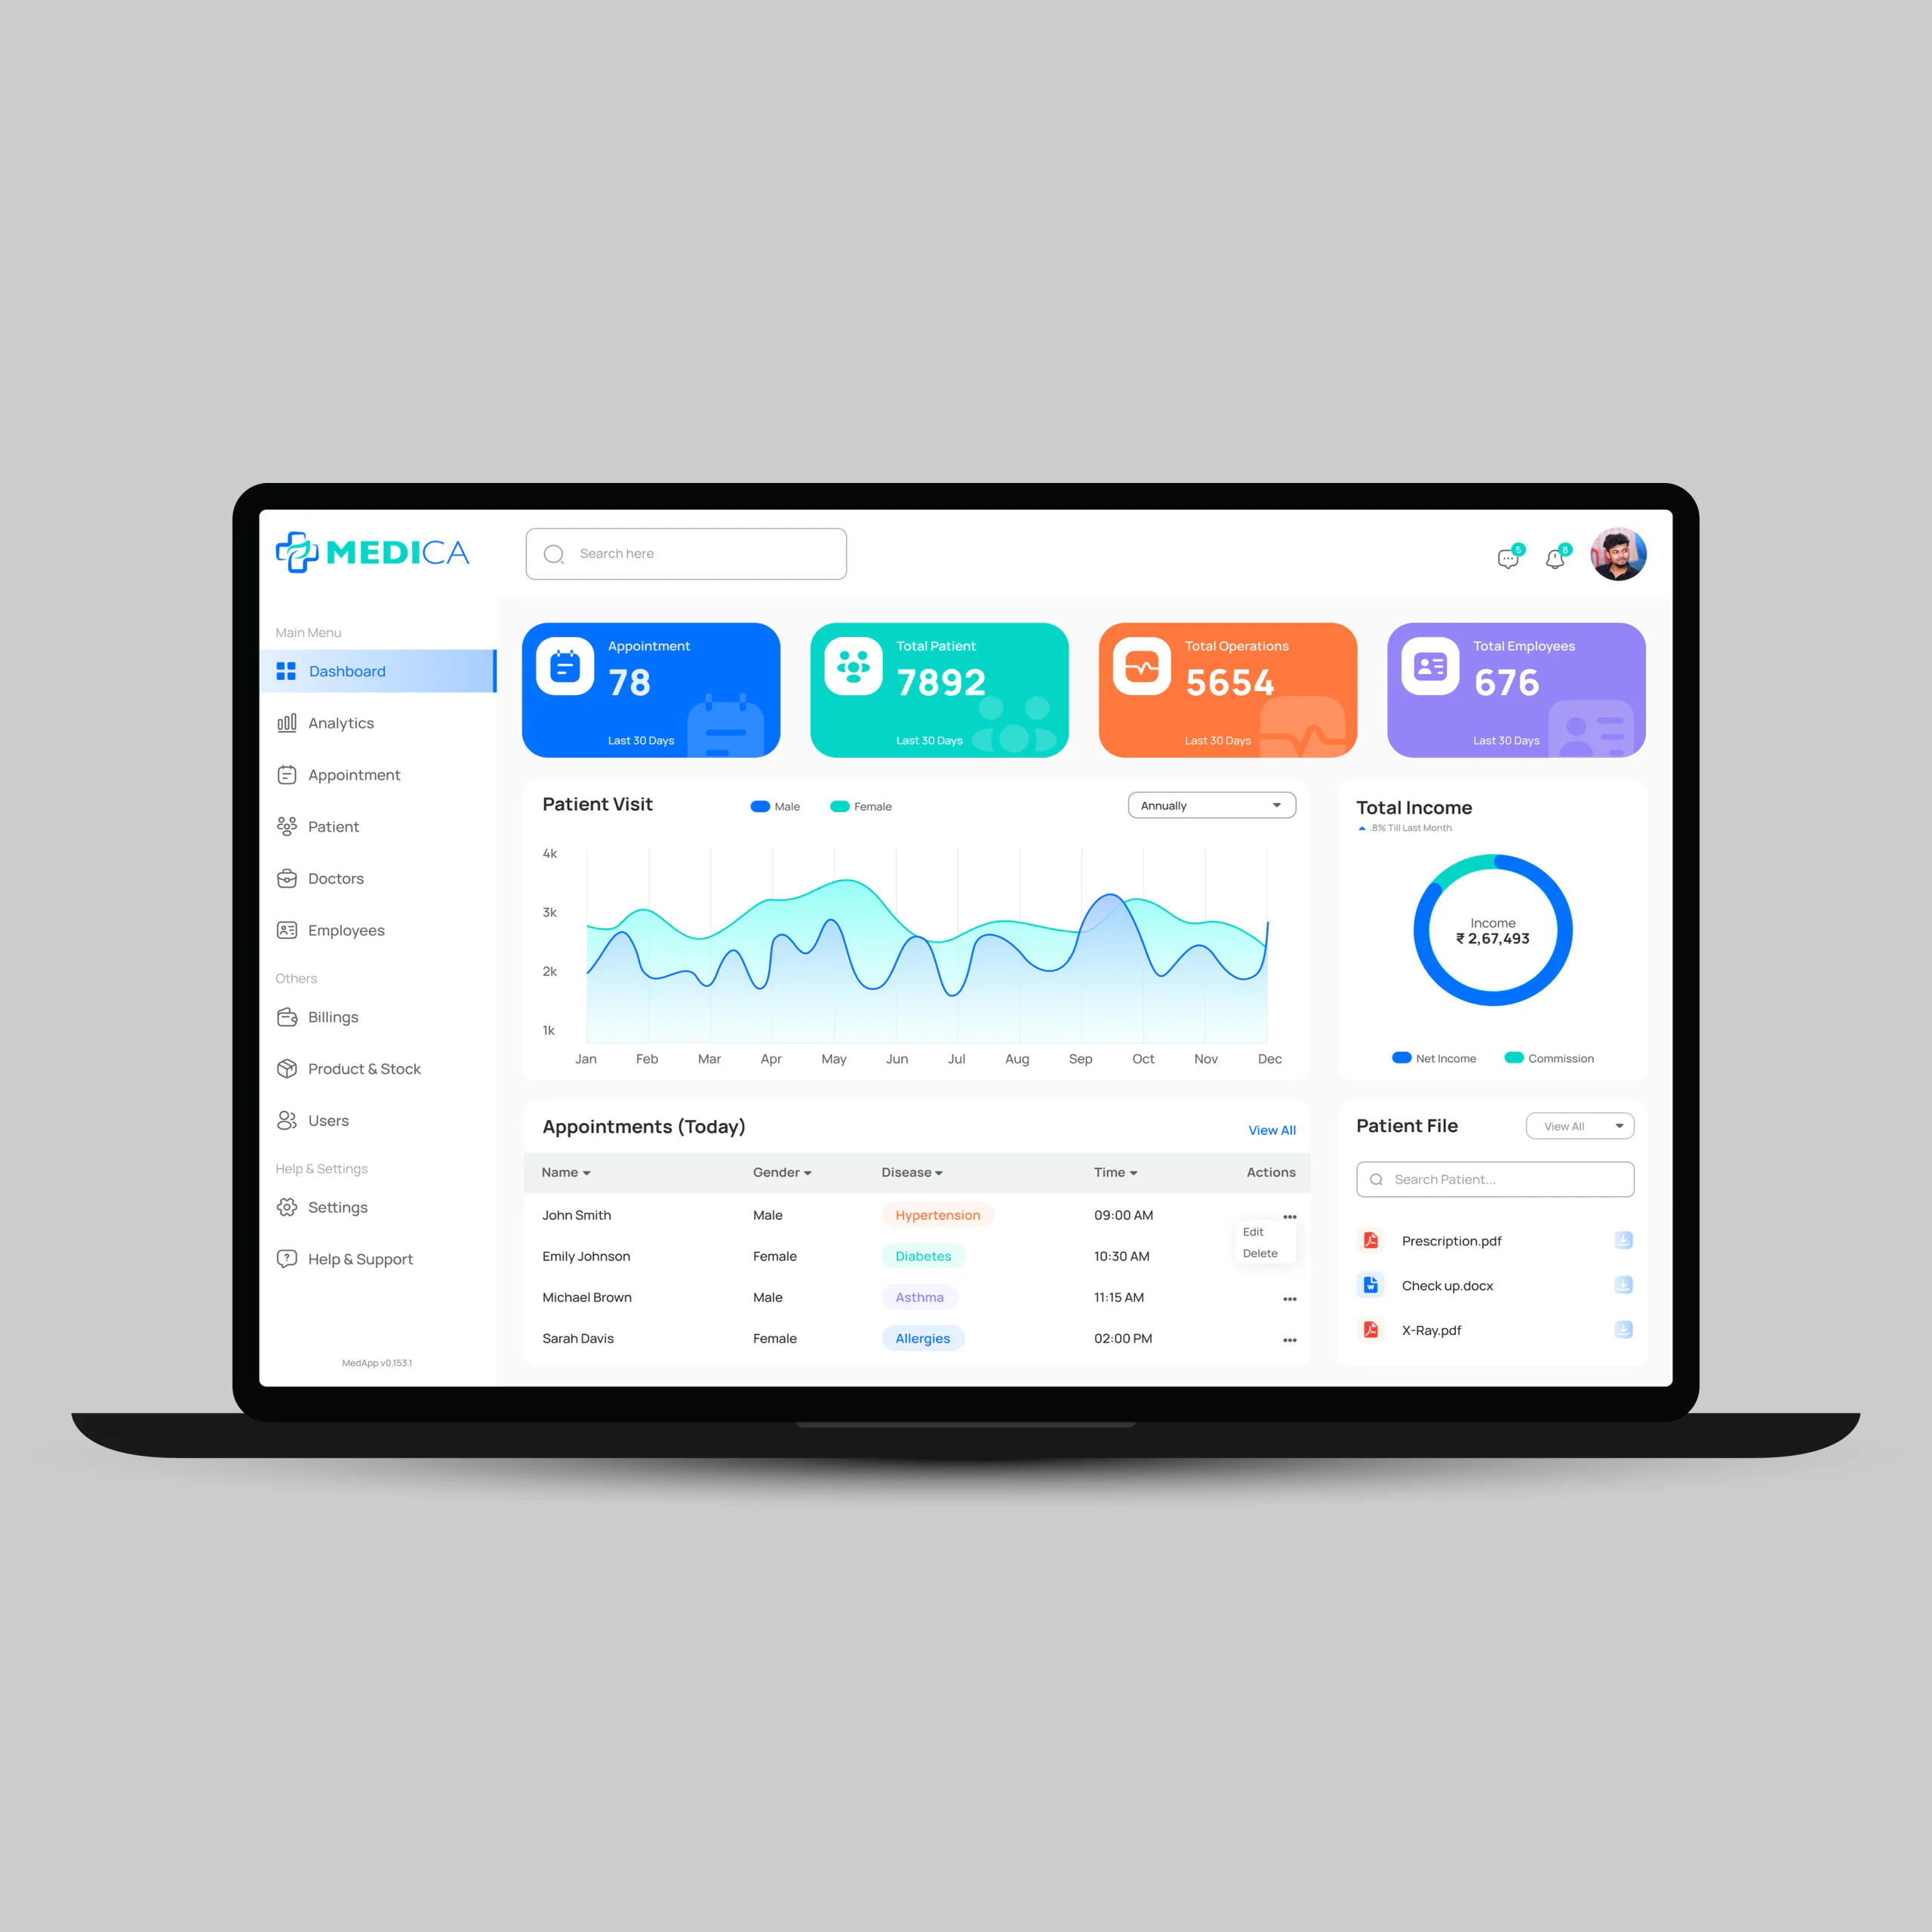 MEDICA
Search here
5
8
Main Menu
Dashboard
Analytics
Appointment
Patient
Doctors
Employees
Others
Billings
Product & Stock
Users
Help & Settings
Settings
Help & Support
MedApp v0.153.1
Appointment
78
Last 30 Days
Total Patient
7892
Last 30 Days
Total Operations
5654
Last 30 Days
Total Employees
676
Last 30 Days
Patient Visit
Male
Female
Annually
4k
3k
2k
1k
Jan Feb Mar Apr May Jun Jul Aug Sep Oct Nov Dec
Total Income
.8% Till Last Month
Income
₹ 2,67,493
Net Income
Commission
Appointments (Today)
View All
Name Gender Disease Time Actions
John Smith Male Hypertension 09:00 AM
Edit
Emily Johnson Female Diabetes 10:30 AM
Delete
Michael Brown Male Asthma 11:15 AM
Sarah Davis Female Allergies 02:00 PM
Patient File
View All
Search Patient...
Prescription.pdf
W
Check up.docx
X-Ray.pdf